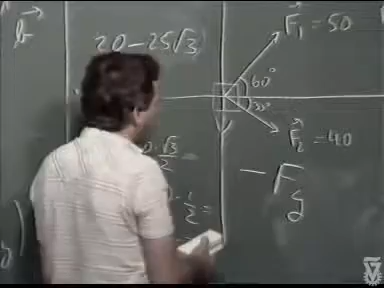 b
20 - 25√3
F₁ = 50
60°
30°
F₂ = 40
√3/2 =
· 1/2 =
- F